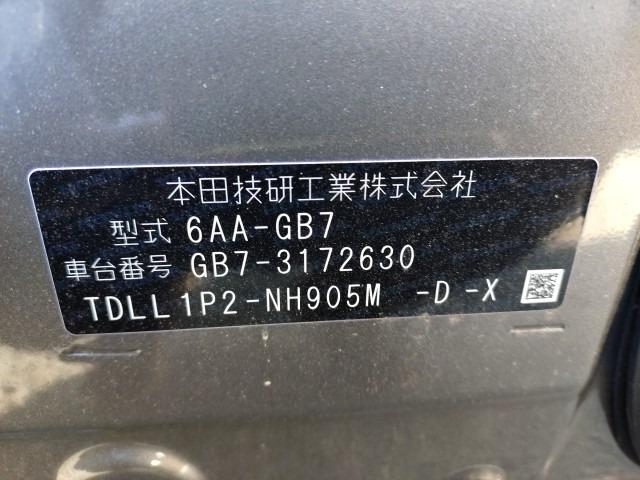 本田技研工業株式会社
型式 6AA-GB7
車台番号 GB7-3172630
TDLL1P2-NH905M -D-X